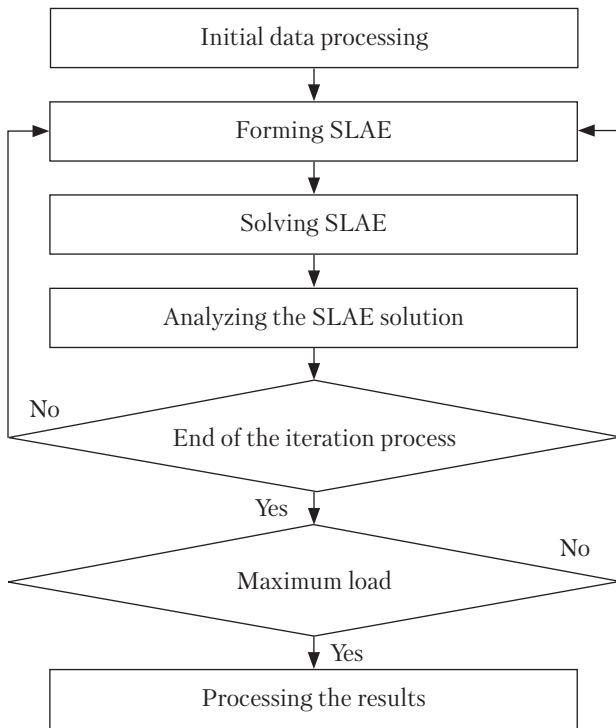 Initial data processing
Forming SLAE
Solving SLAE
Analyzing the SLAE solution
No
End of the iteration process
Yes
No
Maximum load
Yes
Processing the results